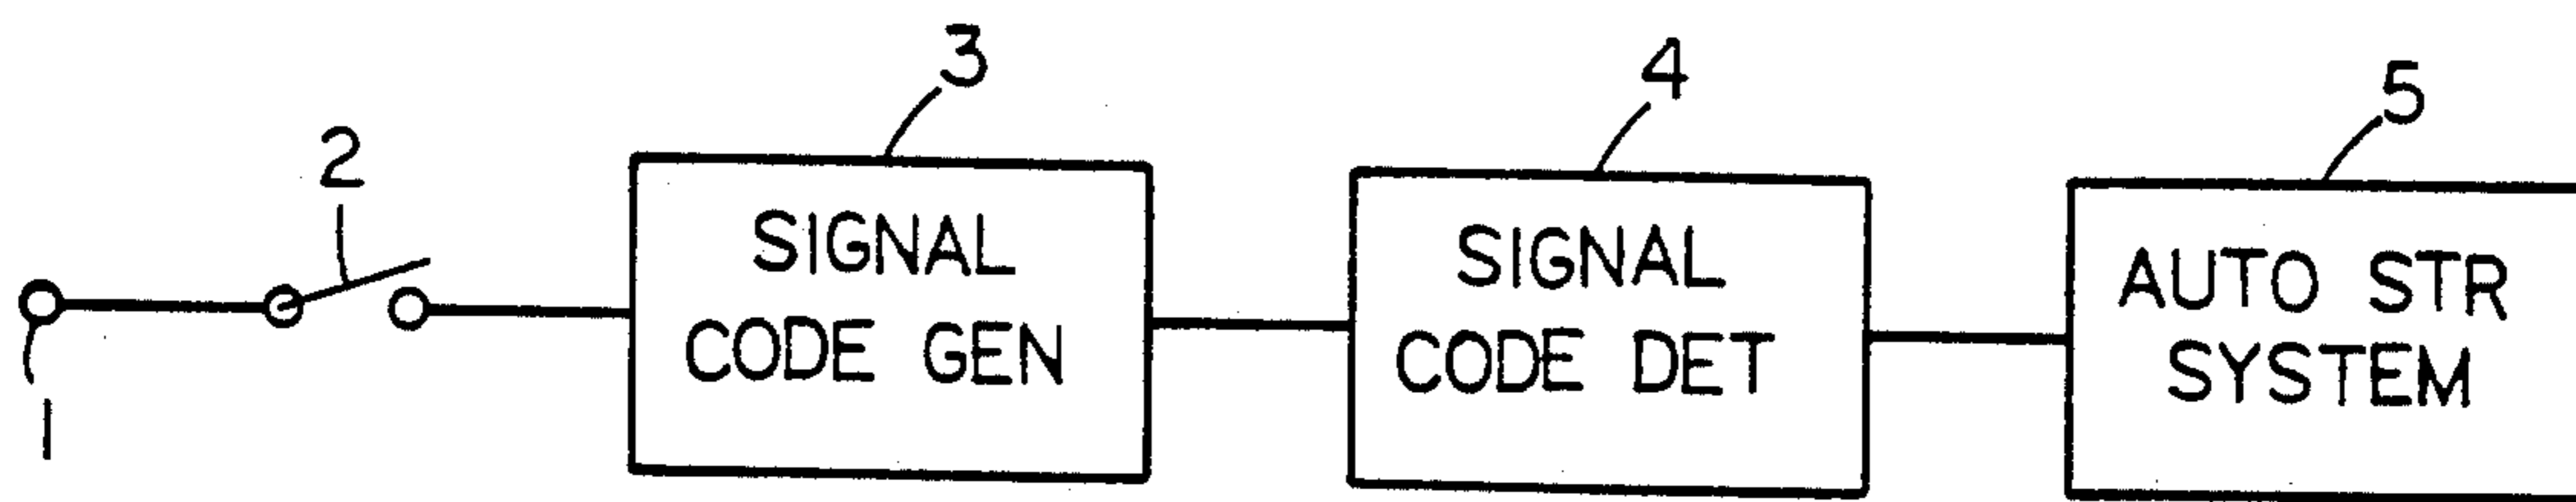 1
2
3
SIGNAL
CODE GEN
4
SIGNAL
CODE DET
5
AUTO STR
SYSTEM